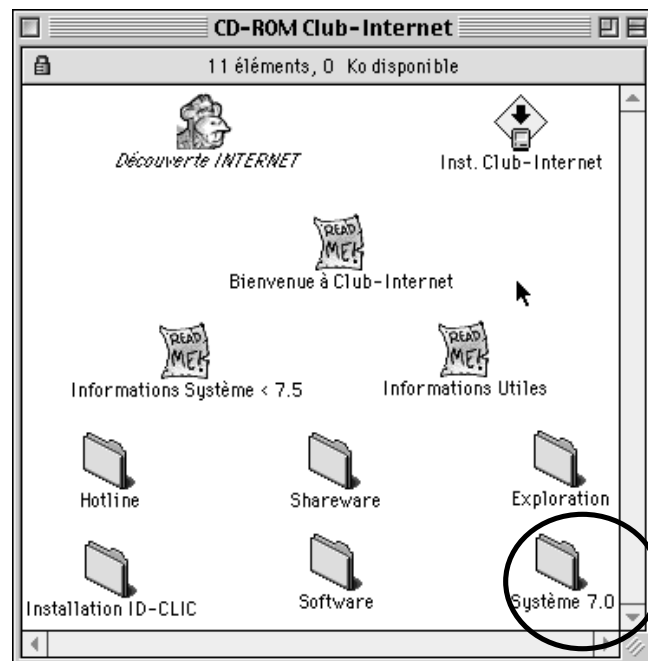 CD-ROM Club-Internet
11 éléments, 0 Ko disponible
Découverte INTERNET
Inst. Club-Internet
READ ME!
Bienvenue à Club-Internet
READ ME!
READ ME!
Informations Système < 7.5
Informations Utiles
Hotline
Shareware
Exploration
Installation ID-CLIC
Software
Système 7.0